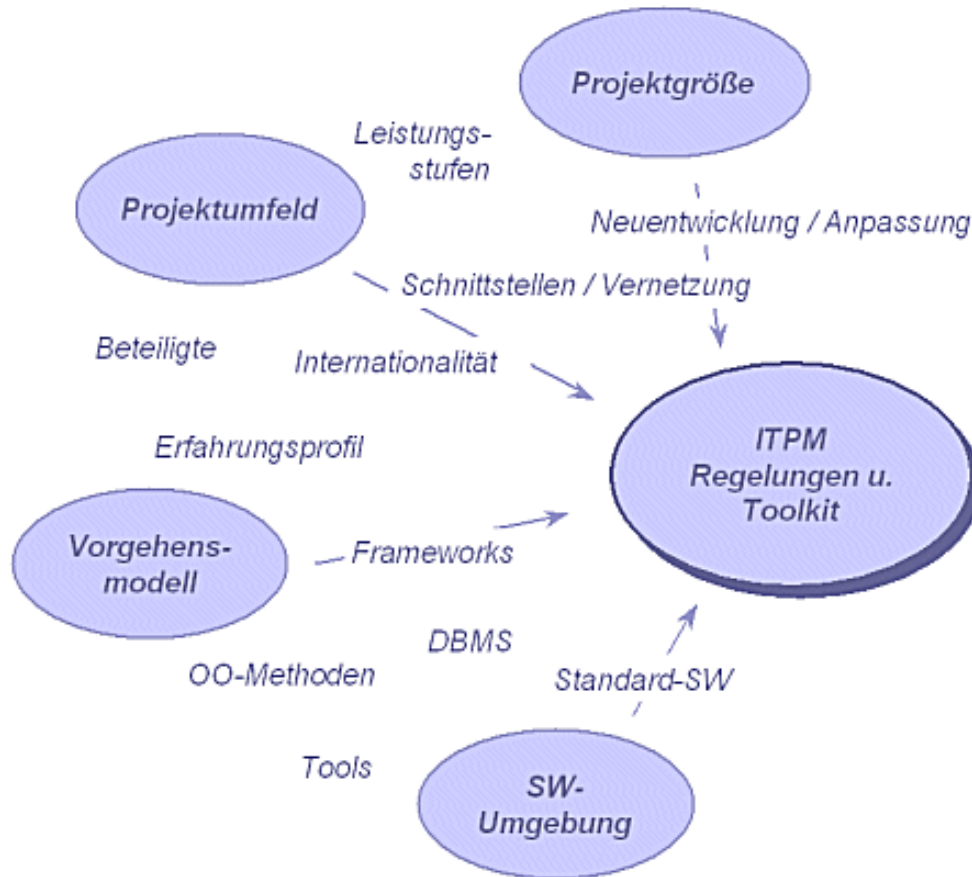 Projektgröße
Leistungs-
stufen
Projektumfeld
Neuentwicklung / Anpassung
Schnittstellen / Vernetzung
Beteiligte
Internationalität
ITPM
Regelungen u.
Toolkit
Erfahrungsprofil
Vorgehens-
modell
Frameworks
DBMS
OO-Methoden
Standard-SW
Tools
SW-
Umgebung